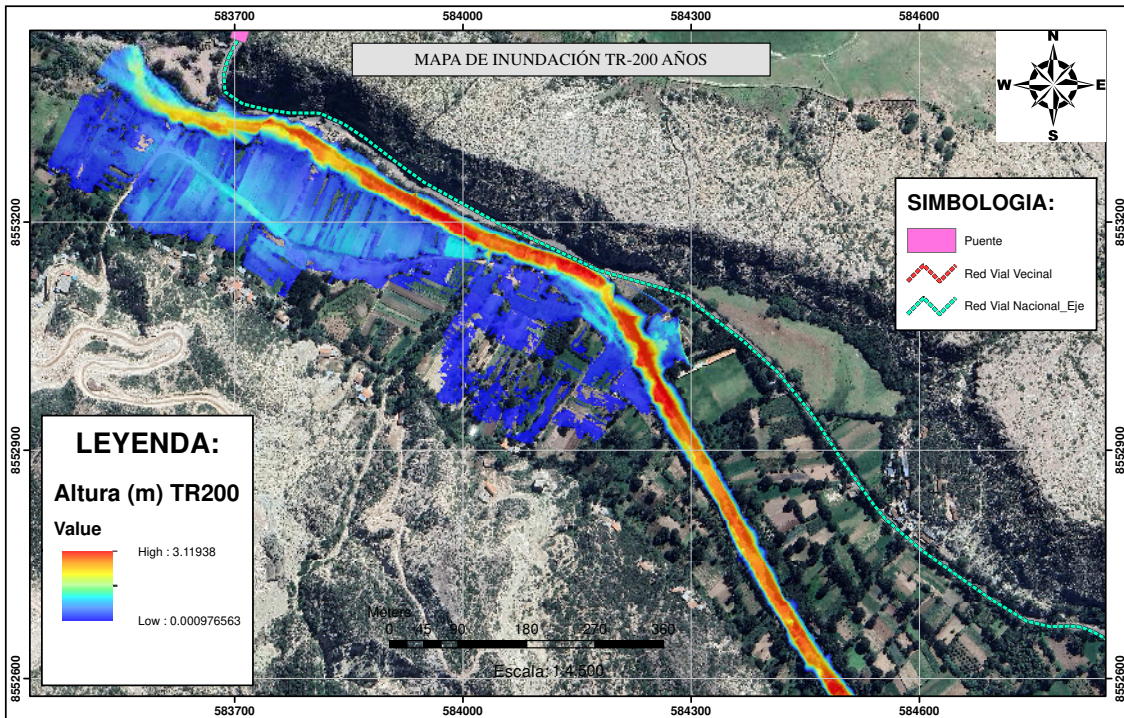 583700 584000 584300 584600
MAPA DE INUNDACIÓN TR-200 AÑOS
N
W E
S
SIMBOLOGIA:
Puente
Red Vial Vecinal
Red Vial Nacional_Eje
8553200 8553200
8552900 8552900
8552600 8552600
LEYENDA:
Altura (m) TR200
Value
High : 3.11938
Low : 0.000976563
Meters
0 45 90 180 270 360
Escala: 1:4,500
583700 584000 584300 584600